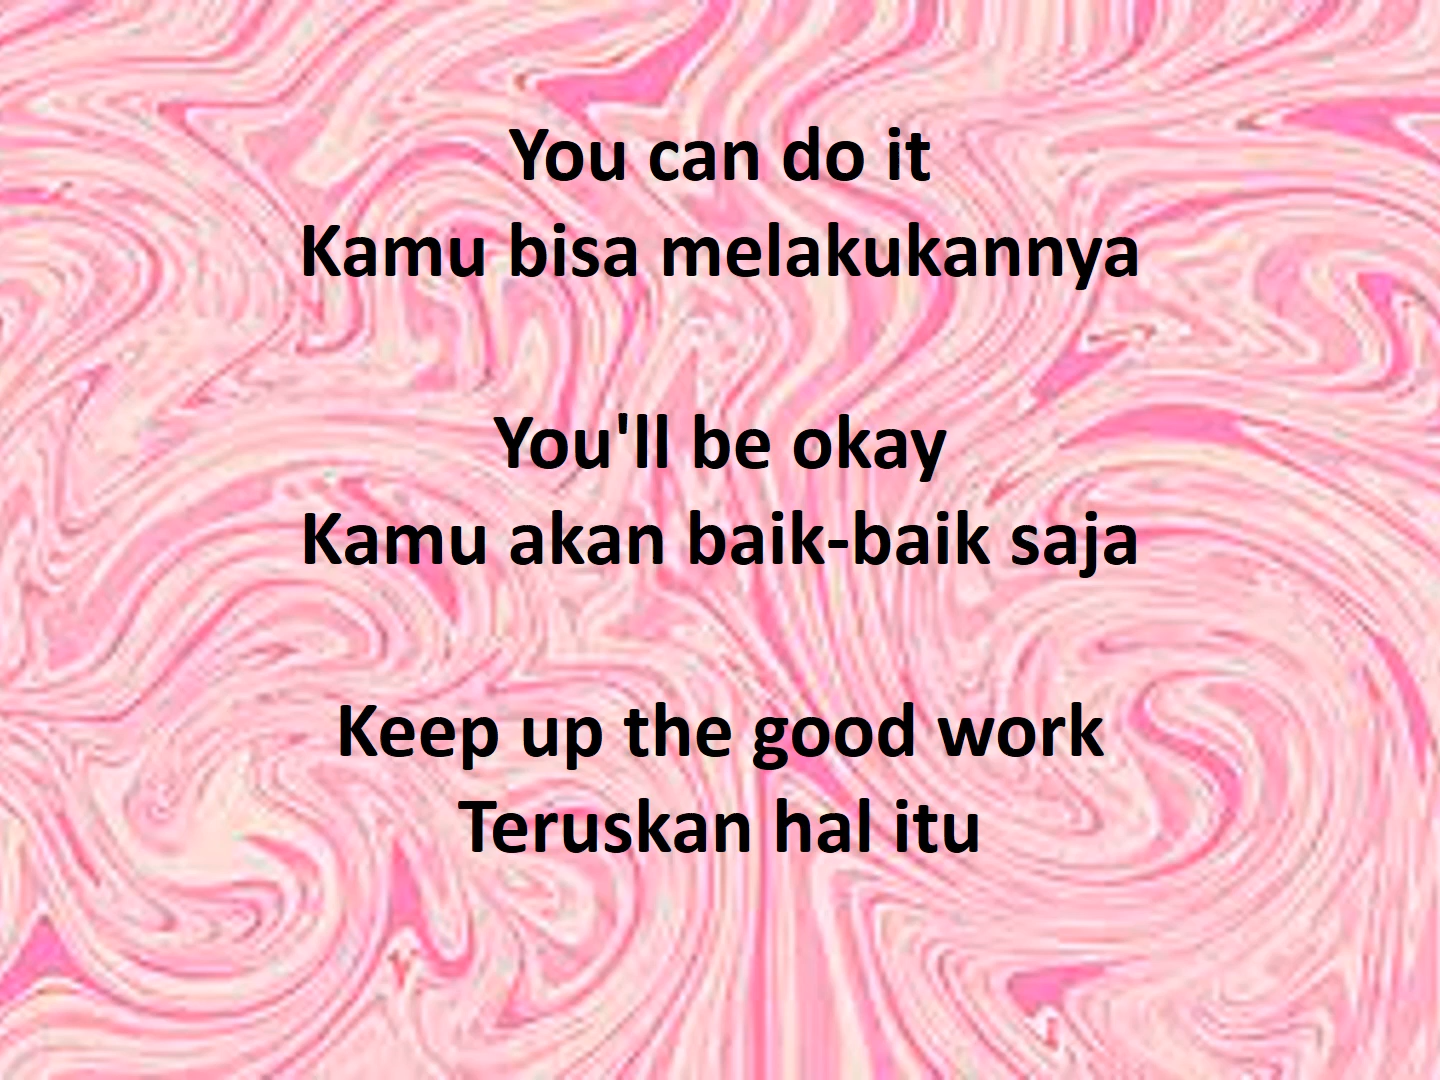 You can do it
Kamu bisa melakukannya
You'll be okay
Kamu akan baik-baik saja
Keep up the good work
Teruskan hal itu